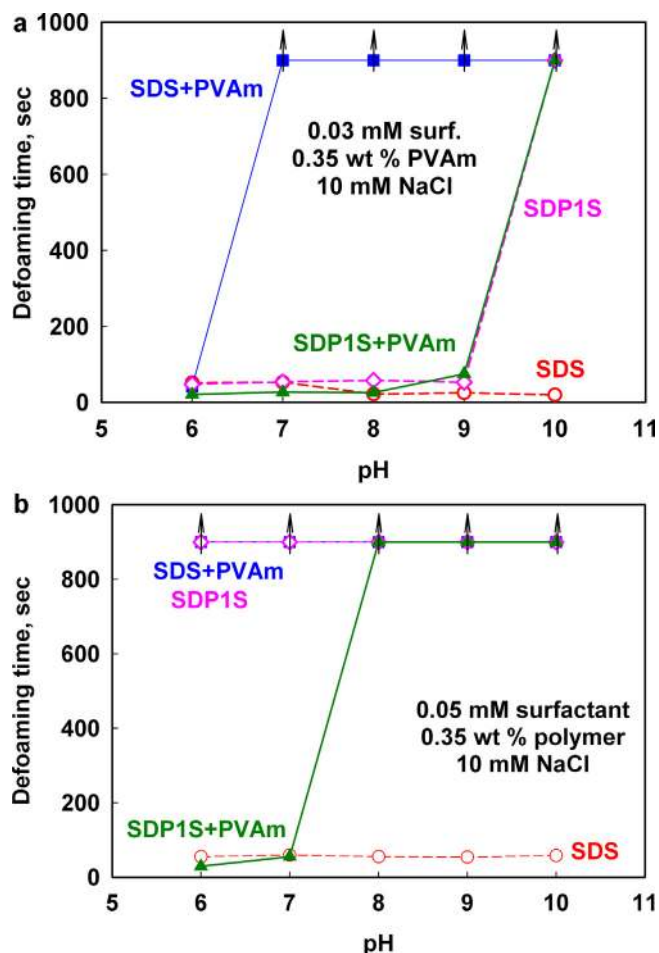 a
1000
800
600
400
200
0
Defoaming time, sec
SDS+PVAm
0.03 mM surf.
0.35 wt % PVAm
10 mM NaCl
SDP1S
SDP1S+PVAm
SDS
5 6 7 8 9 10 11
pH
b
1000
800
600
400
200
0
Defoaming time, sec
SDS+PVAm
SDP1S
0.05 mM surfactant
0.35 wt % polymer
10 mM NaCl
SDP1S+PVAm
SDS
5 6 7 8 9 10 11
pH